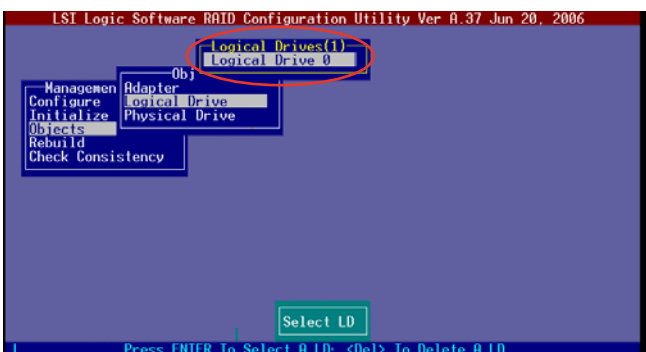 LSI Logic Software RAID Configuration Utility Ver A.37 Jun 20, 2006
Logical Drives(1)
Logical Drive 0
Obj
Adapter
Logical Drive
Physical Drive
Managemen
Configure
Initialize
Objects
Rebuild
Check Consistency
Select LD
Press ENTER To Select A LD: <Del> To Delete A LD